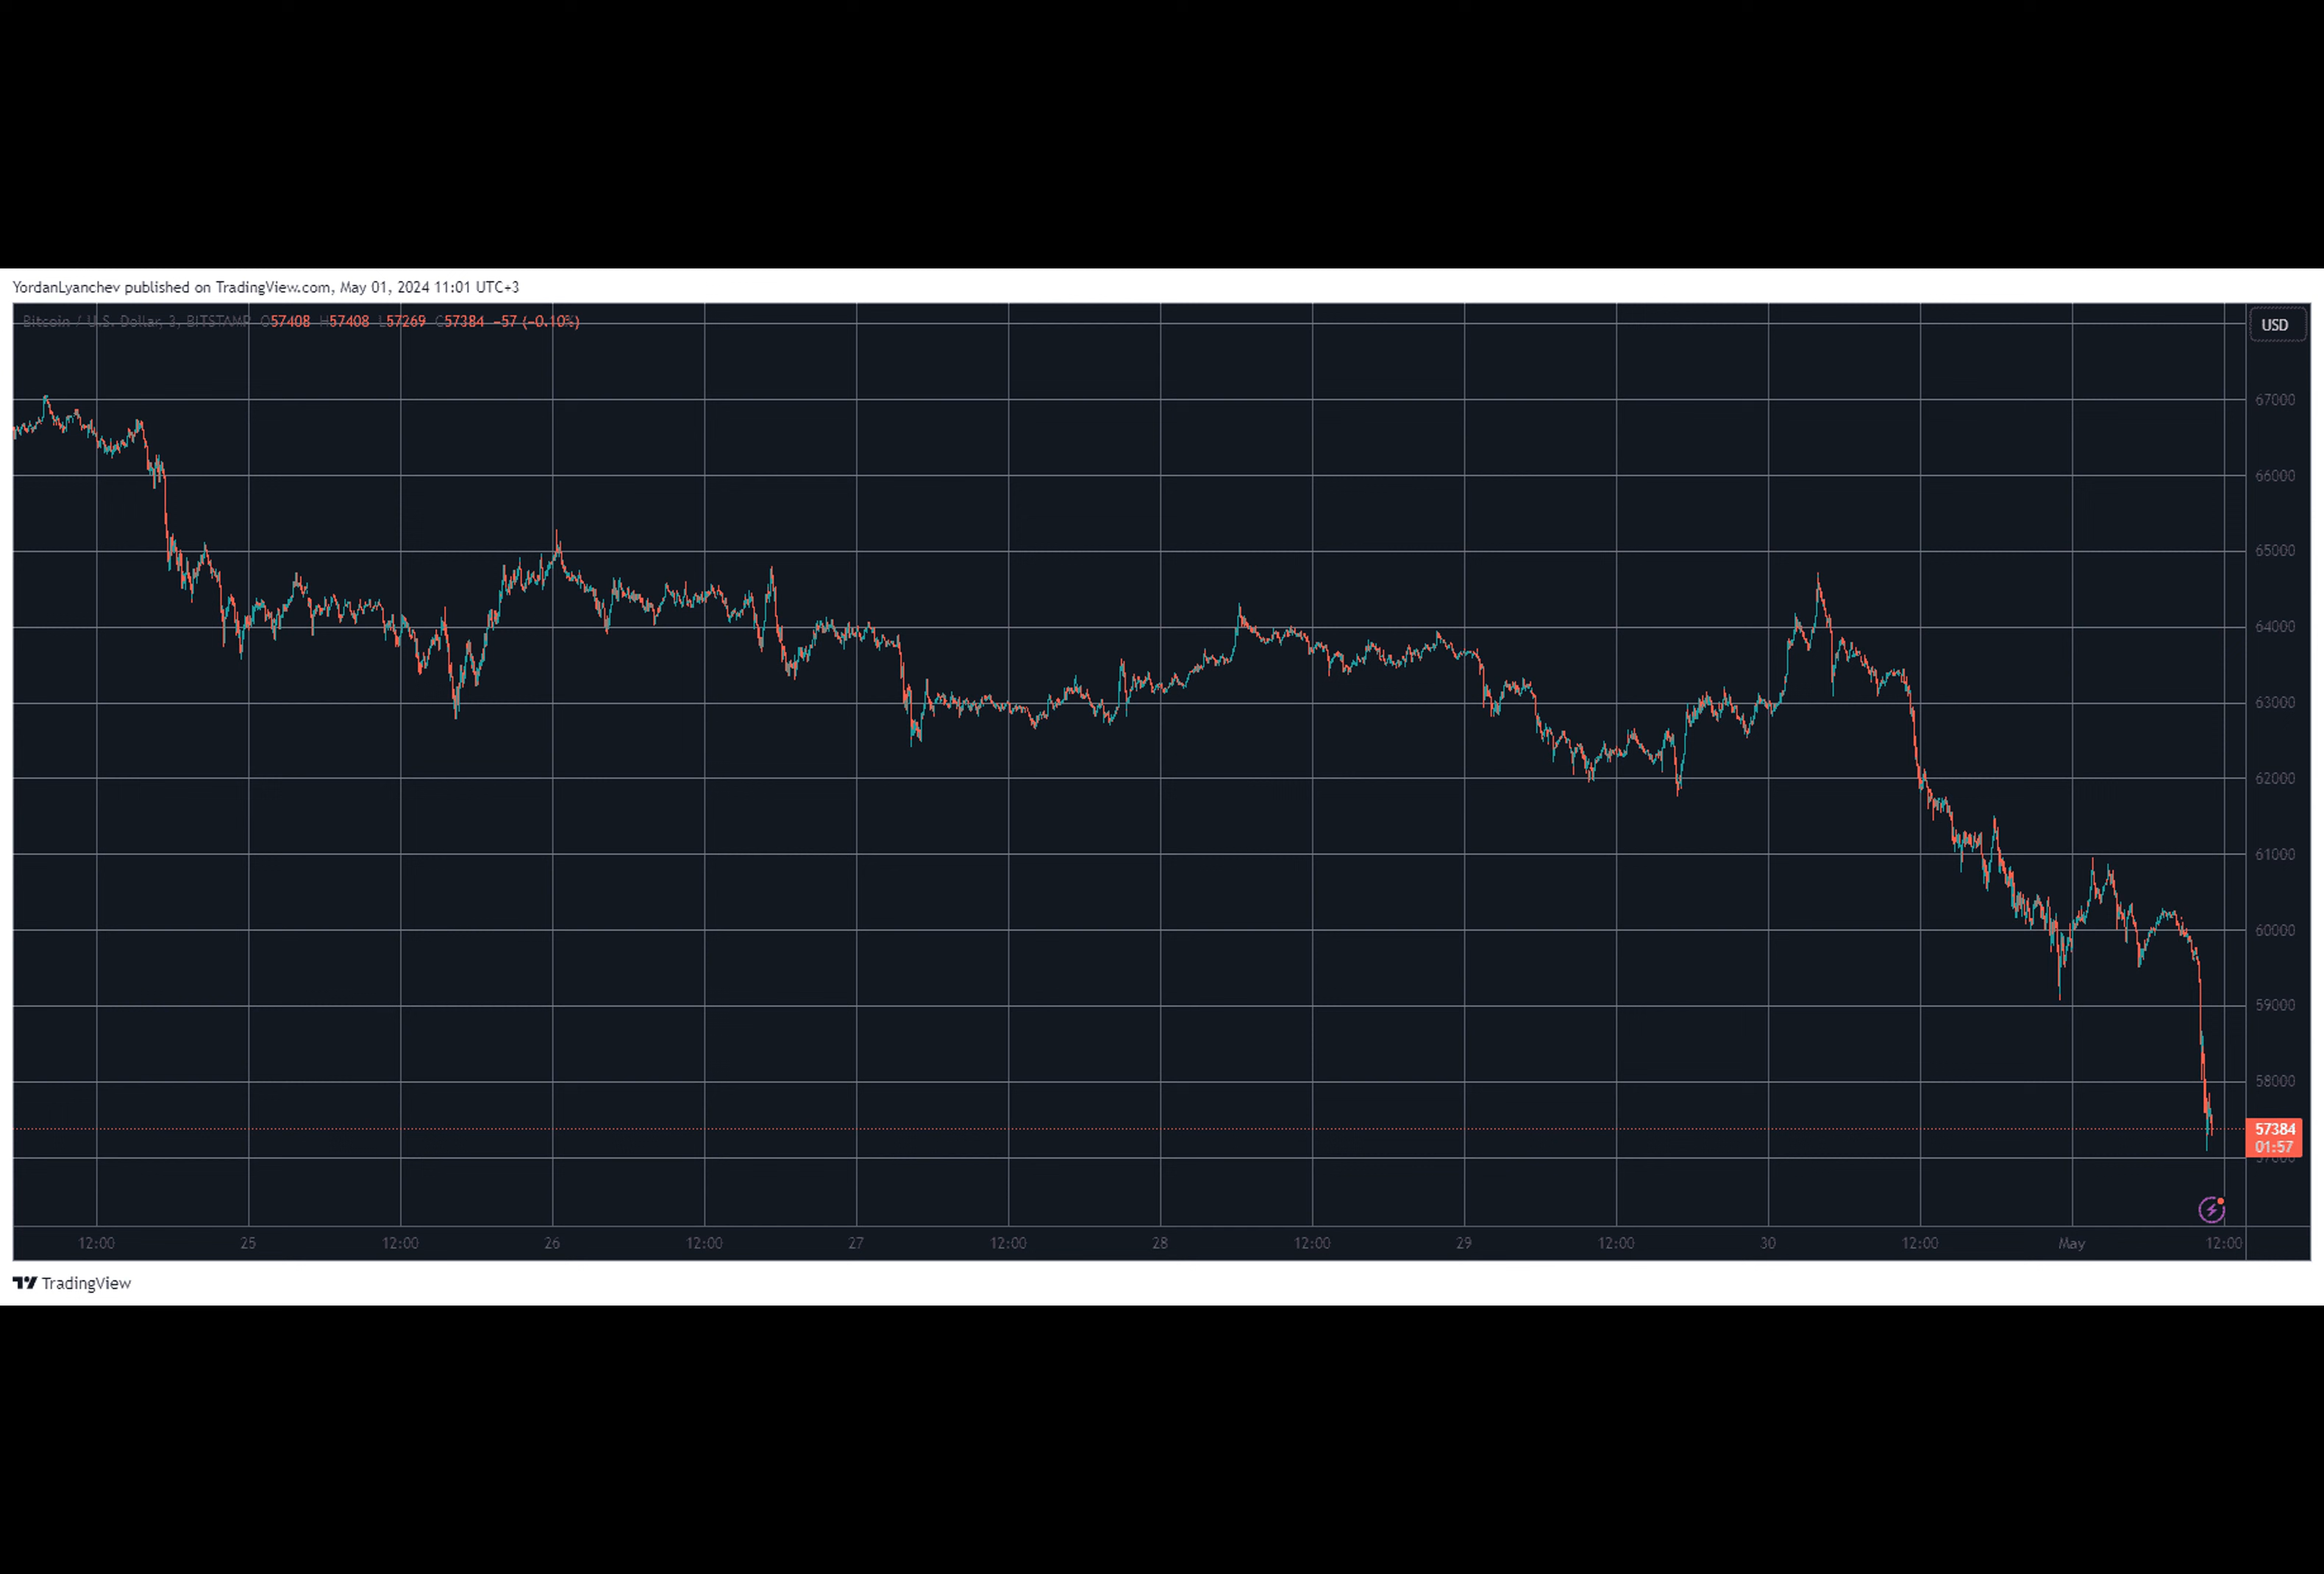 YordanLyanchev published on TradingView.com, May 01, 2024 11:01 UTC+3
Bitcoin / U.S. Dollar, 3, BITSTAMP O57408 H57408 L57269 C57384 −57 (−0.10%)
USD
67000
66000
65000
64000
63000
62000
61000
60000
59000
58000
57384
01:57
12:00 25 12:00 26 12:00 27 12:00 28 12:00 29 12:00 30 12:00 May 12:00
TradingView